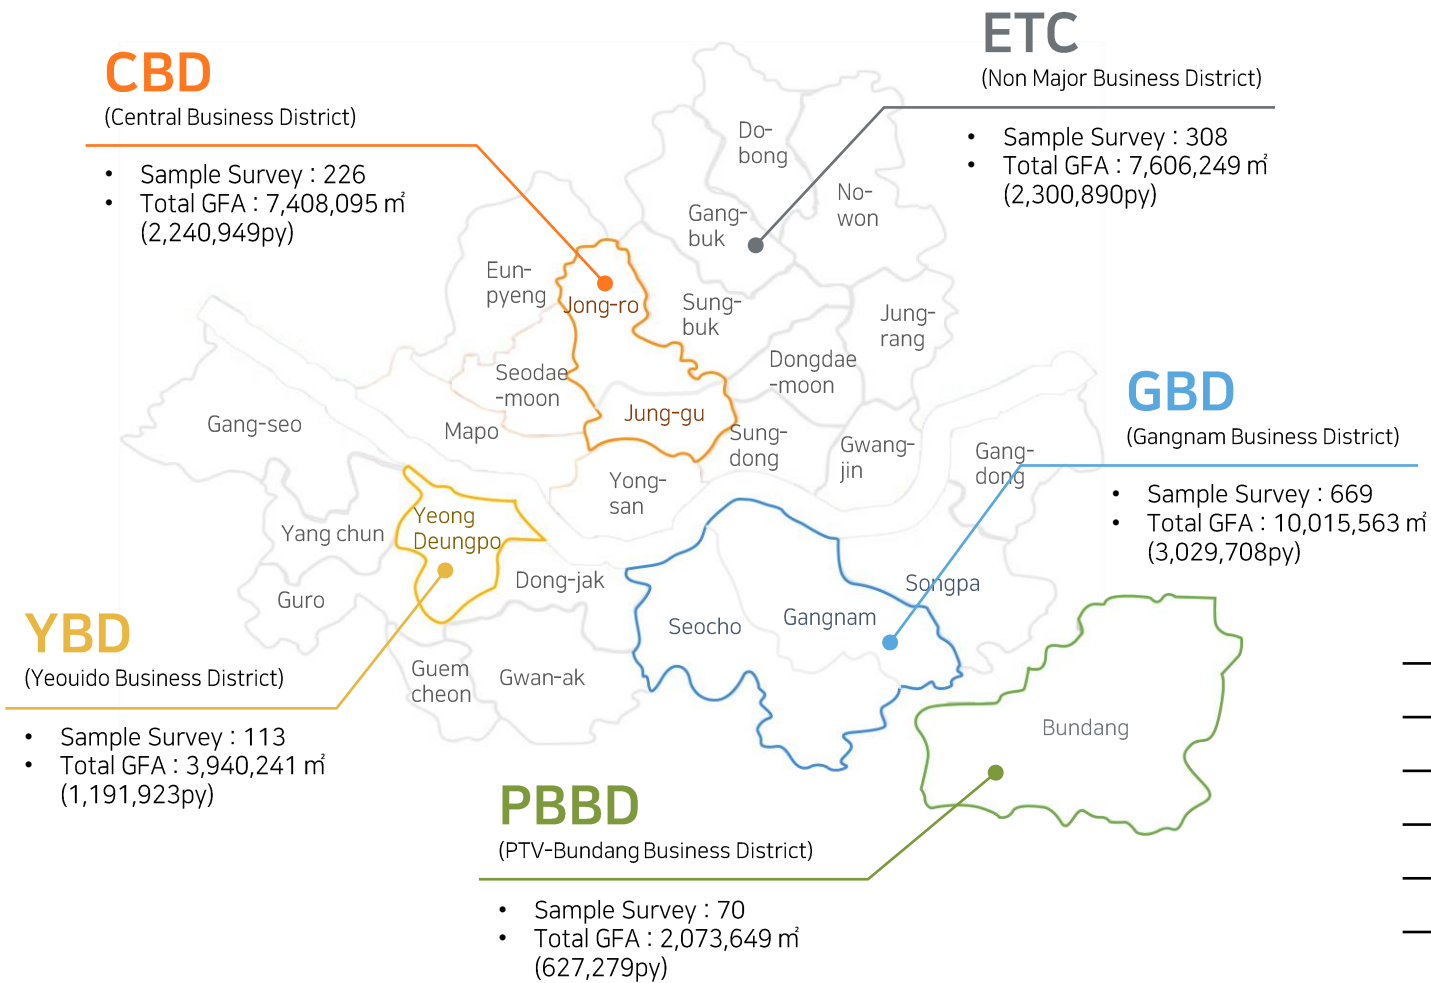 ETC
(Non Major Business District)
• Sample Survey : 308
• Total GFA : 7,606,249 ㎡
(2,300,890py)
CBD
(Central Business District)
• Sample Survey : 226
• Total GFA : 7,408,095 ㎡
(2,240,949py)
Do-
bong
No-
won
Gang-
buk
Eun-
pyeng
Jong-ro
Sung-
buk
Jung-
rang
Dongdae
-moon
Seodae
-moon
Jung-gu
Gang-seo
Mapo
Sung-
dong
Gwang-
jin
Gang-
dong
Yong-
san
GBD
(Gangnam Business District)
• Sample Survey : 669
• Total GFA : 10,015,563 ㎡
(3,029,708py)
Yang chun
Yeong
Deungpo
Dong-jak
Guro
Songpa
Gangnam
Seocho
Guem
cheon
Gwan-ak
Bundang
YBD
(Yeouido Business District)
• Sample Survey : 113
• Total GFA : 3,940,241 ㎡
(1,191,923py)
PBBD
(PTV-Bundang Business District)
• Sample Survey : 70
• Total GFA : 2,073,649 ㎡
(627,279py)